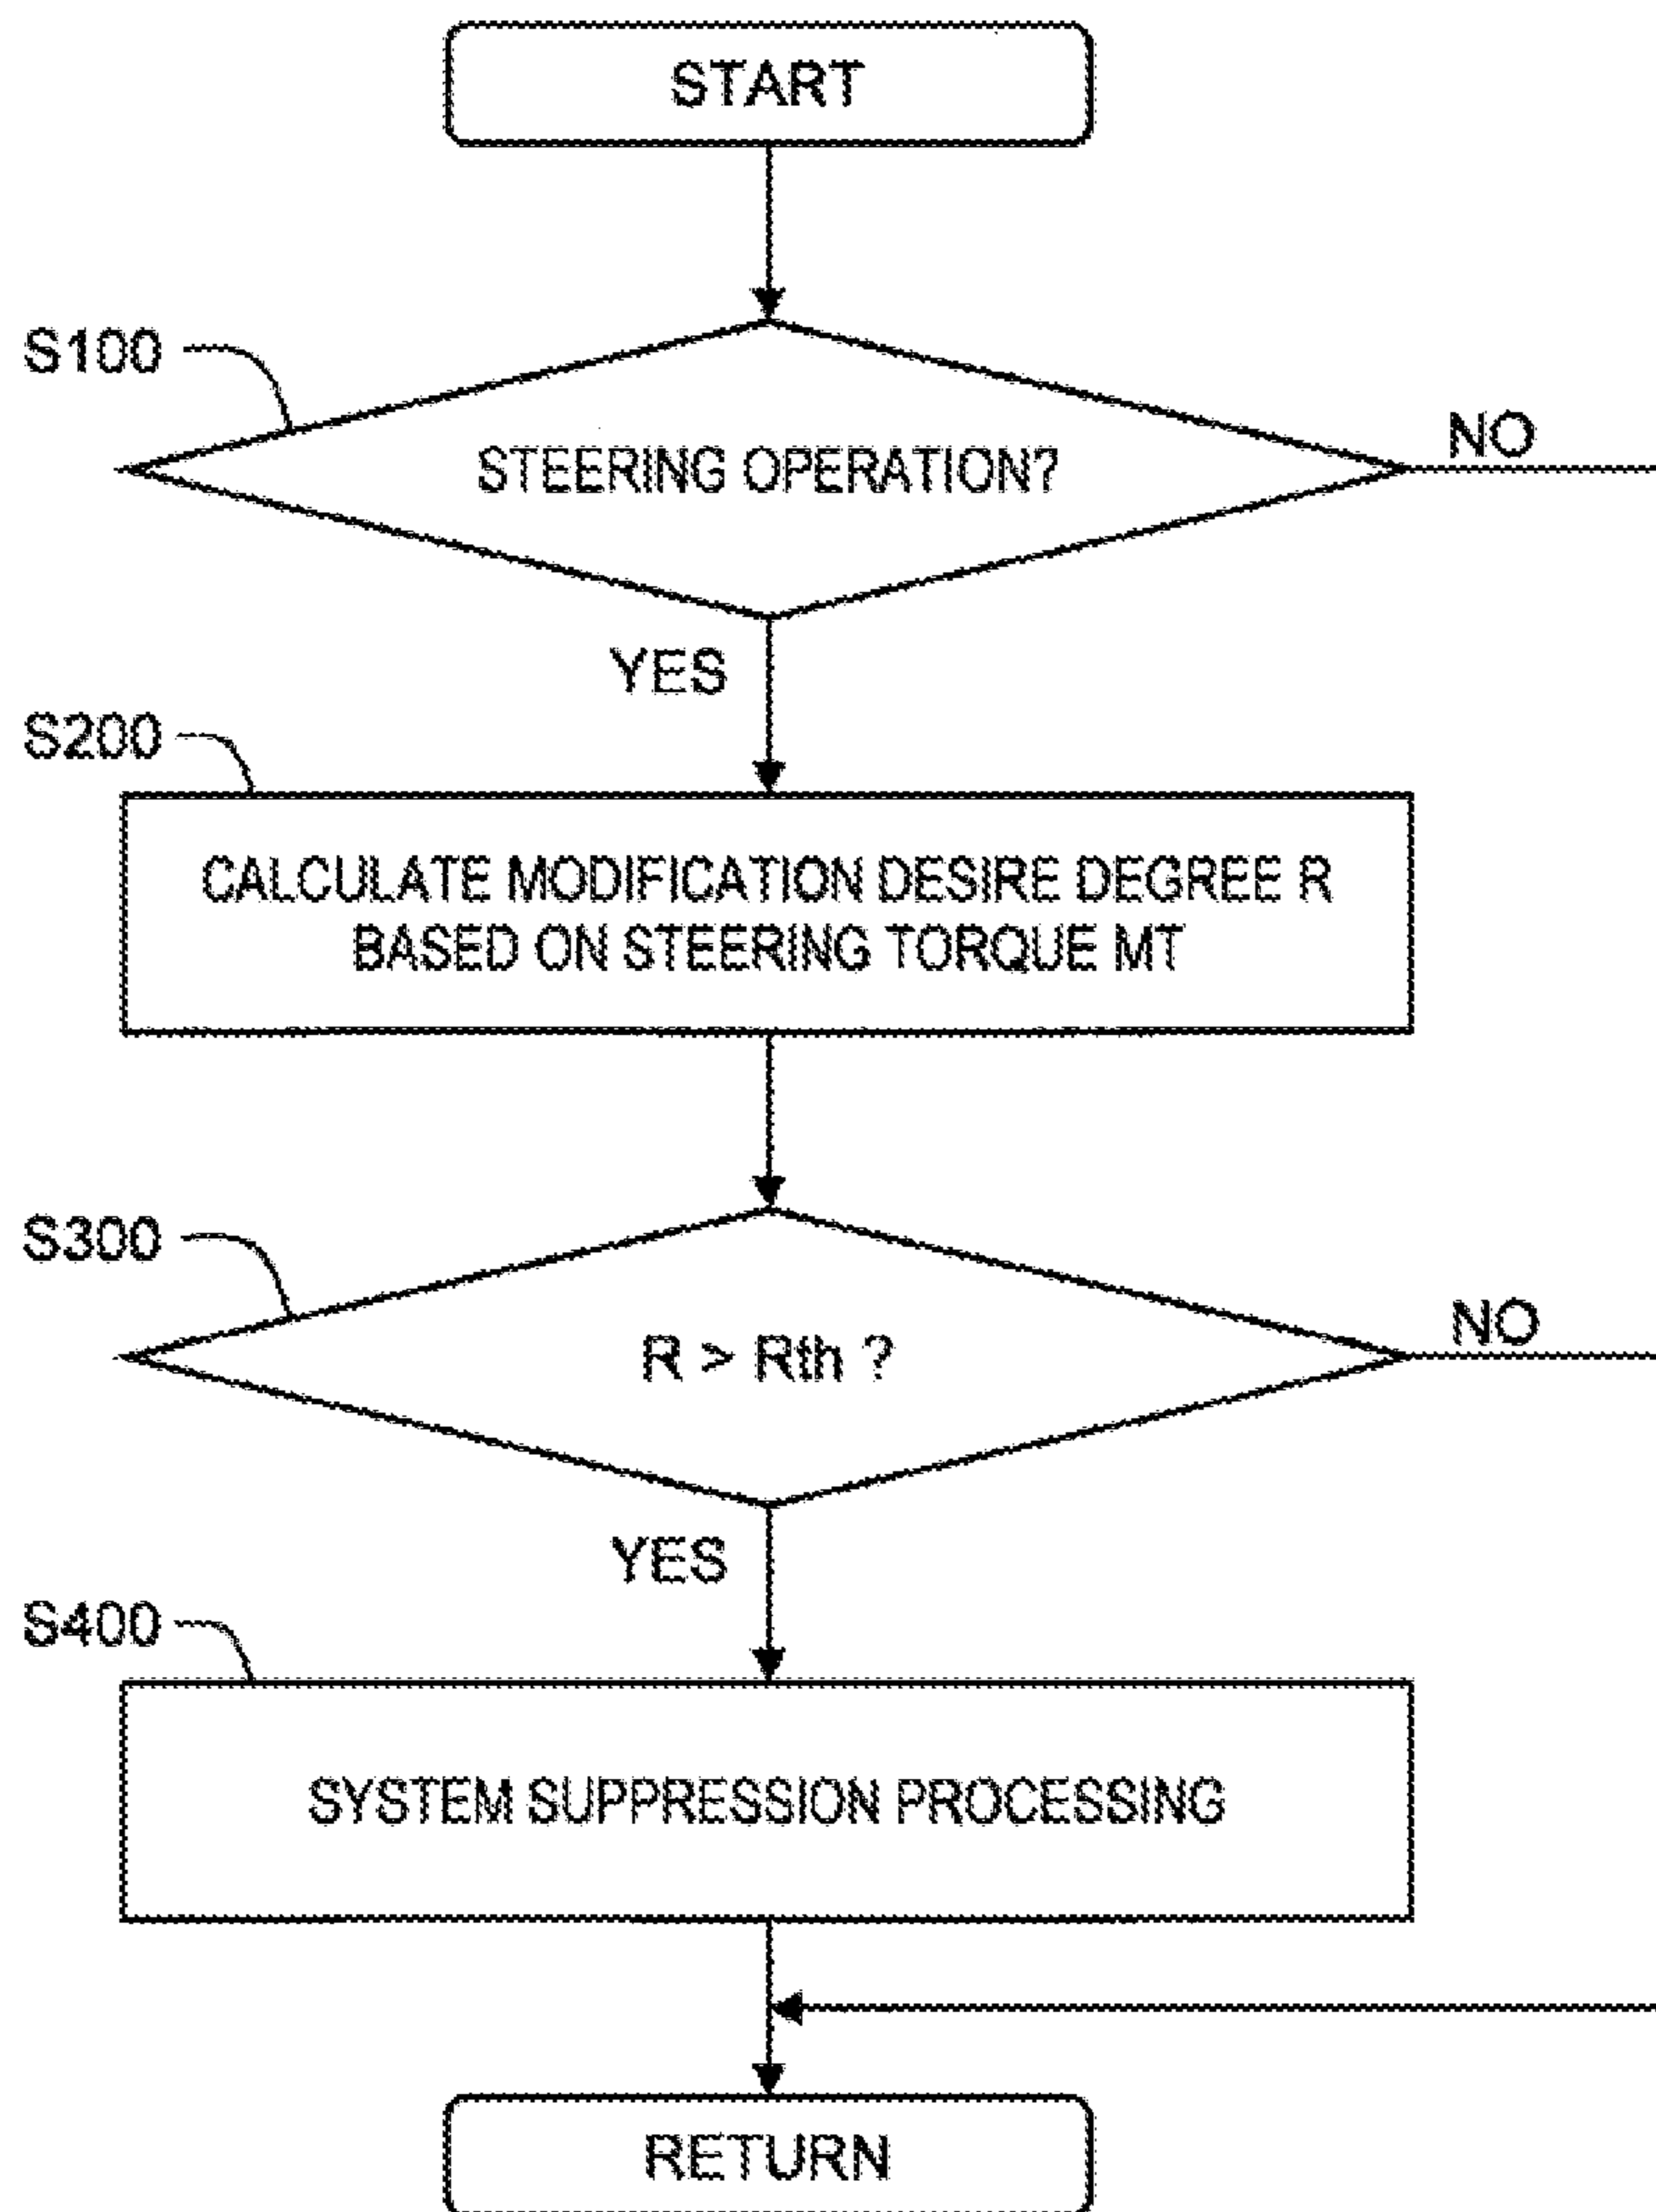 START
S100
STEERING OPERATION?
NO
YES
S200
CALCULATE MODIFICATION DESIRE DEGREE R
BASED ON STEERING TORQUE MT
S300
R > Rth ?
NO
YES
S400
SYSTEM SUPPRESSION PROCESSING
RETURN